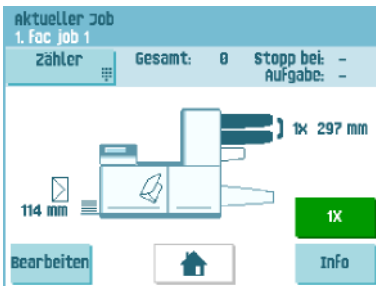 Aktueller Job
1. Fac job 1
Zähler Gesamt: 0 Stopp bei: -
Aufgabe: -
1x 297 mm
114 mm
1X
Bearbeiten Info